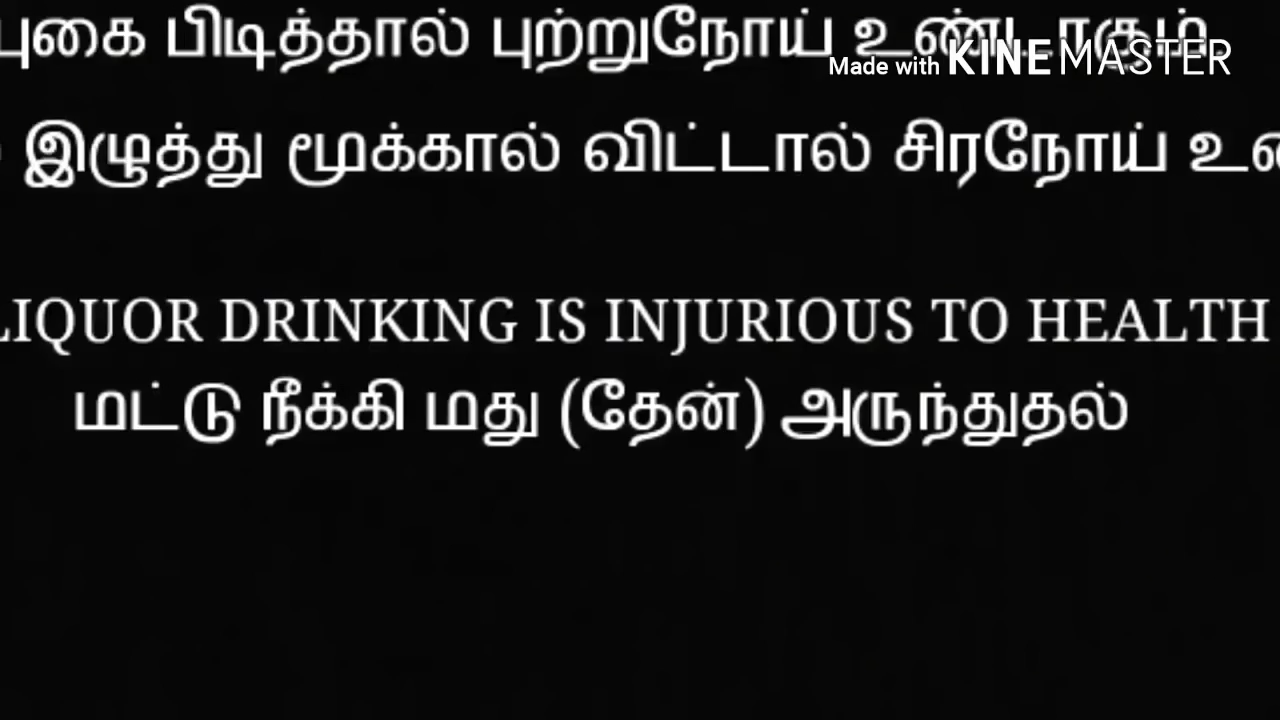 புகை பிடித்தால் புற்றுநோய் உண்டாகும்
Made with KINEMASTER
இழுத்து மூக்கால் விட்டால் சிரநோய்
LIQUOR DRINKING IS INJURIOUS TO HEALTH
மட்டு நீக்கி மது (தேன்) அருந்துதல்